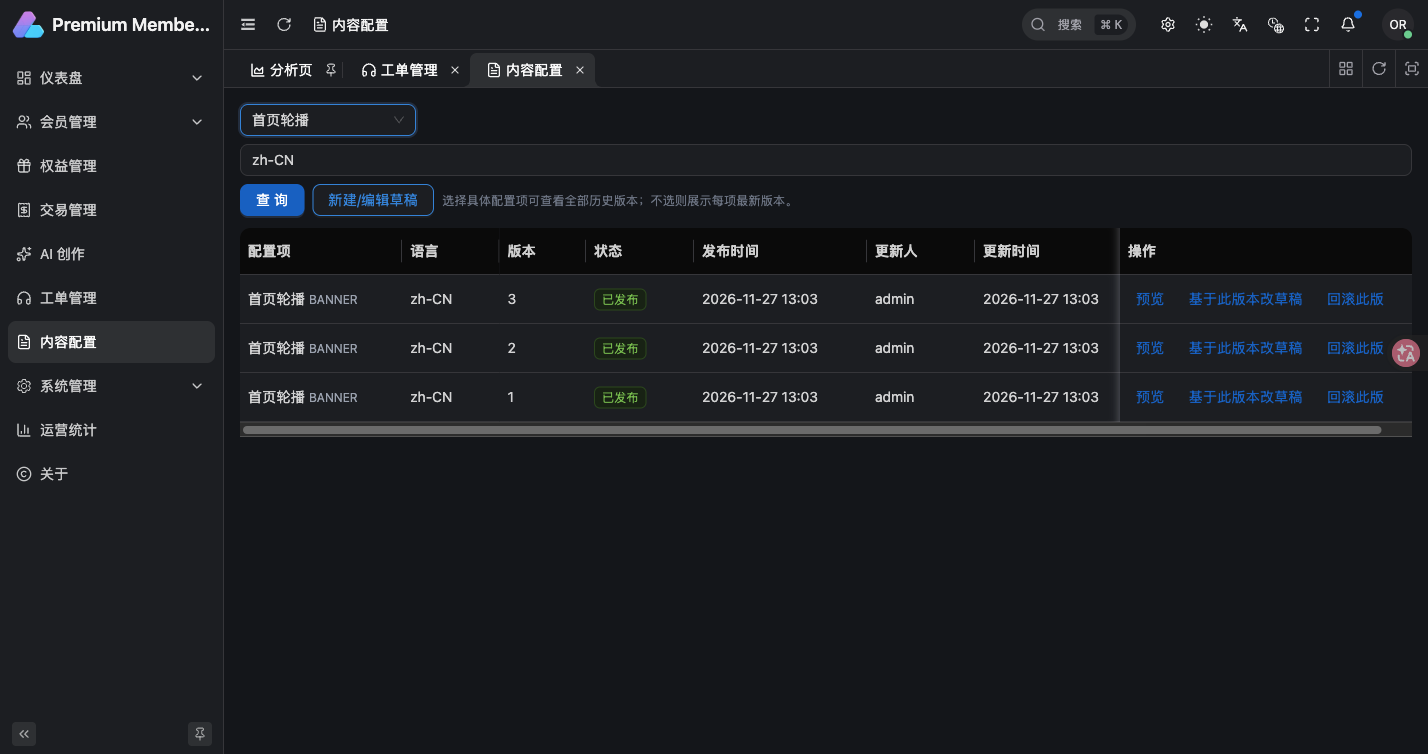 Premium Membe...
内容配置
搜索 ⌘ K
OR
仪表盘
会员管理
权益管理
交易管理
AI 创作
工单管理
内容配置
系统管理
运营统计
关于
分析页
工单管理
内容配置
首页轮播
zh-CN
查 询 新建/编辑草稿 选择具体配置项可查看全部历史版本；不选则展示每项最新版本。
配置项 语言 版本 状态 发布时间 更新人 更新时间 操作
首页轮播 BANNER zh-CN 3 已发布 2026-11-27 13:03 admin 2026-11-27 13:03 预览 基于此版本改草稿 回滚此版
首页轮播 BANNER zh-CN 2 已发布 2026-11-27 13:03 admin 2026-11-27 13:03 预览 基于此版本改草稿 回滚此版
首页轮播 BANNER zh-CN 1 已发布 2026-11-27 13:03 admin 2026-11-27 13:03 预览 基于此版本改草稿 回滚此版